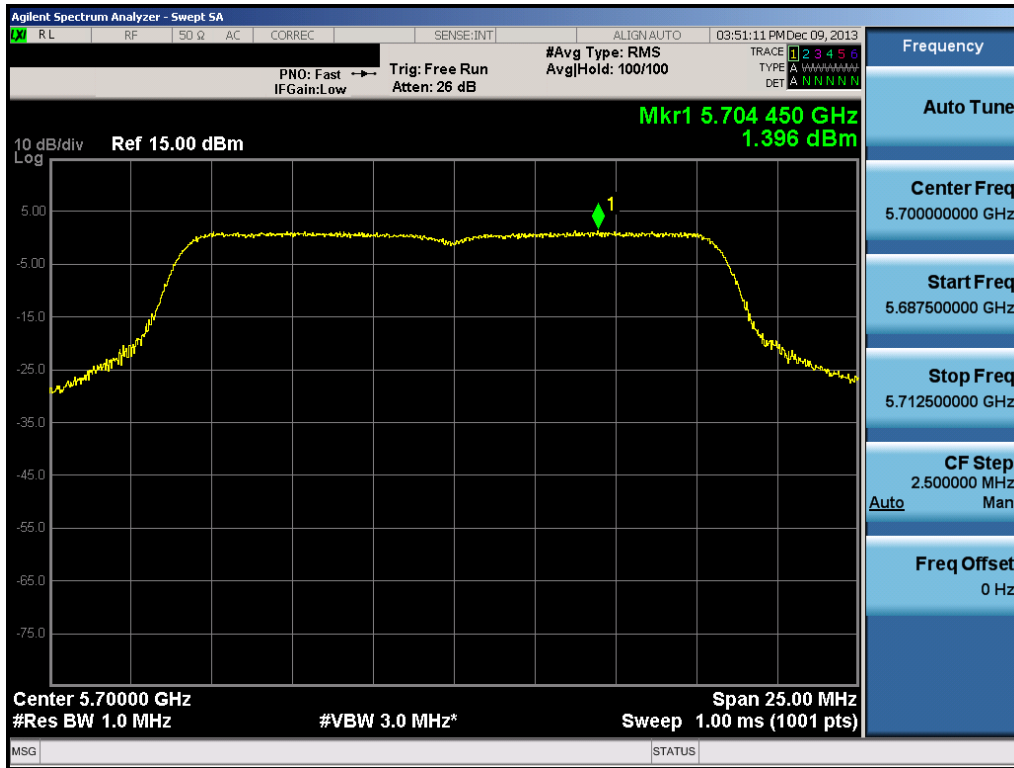 Agilent Spectrum Analyzer - Swept SA
LXI RL RF 50 Ω AC CORREC SENSE:INT ALIGN AUTO 03:51:11 PM Dec 09, 2013
PNO: Fast
IFGain:Low
Trig: Free Run
Atten: 26 dB
#Avg Type: RMS
Avg|Hold: 100/100
TRACE 1 2 3 4 5 6
TYPE A WWWWW
DET A N N N N N
Mkr1 5.704 450 GHz
1.396 dBm
10 dB/div Ref 15.00 dBm
Log
1
5.00
-5.00
-15.0
-25.0
-35.0
-45.0
-55.0
-65.0
-75.0
Center 5.70000 GHz Span 25.00 MHz
#Res BW 1.0 MHz #VBW 3.0 MHz* Sweep 1.00 ms (1001 pts)
MSG STATUS
Frequency
Auto Tune
Center Freq
5.700000000 GHz
Start Freq
5.687500000 GHz
Stop Freq
5.712500000 GHz
CF Step
2.500000 MHz
Auto Man
Freq Offset
0 Hz